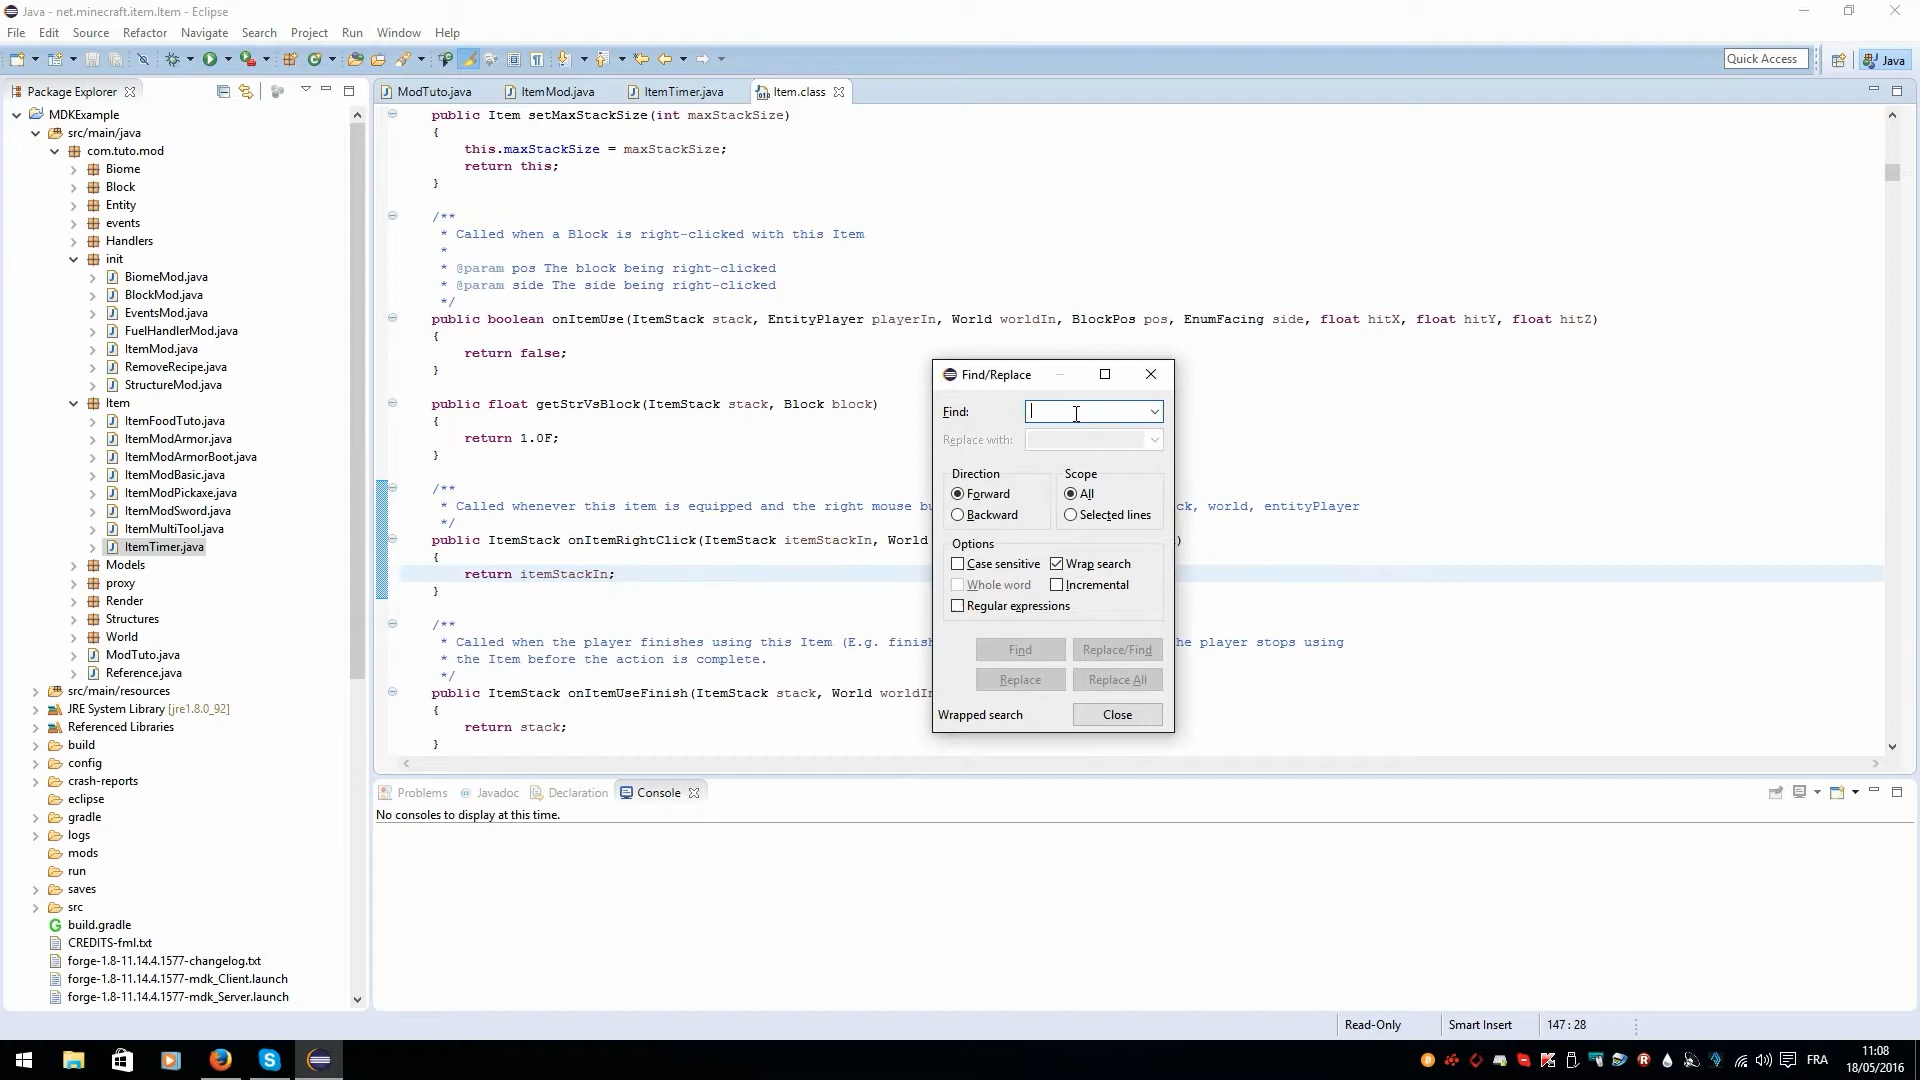 Java - net.minecraft.item.Item - Eclipse
File Edit Source Refactor Navigate Search Project Run Window Help
Quick Access
Java
Package Explorer
MDKExample
src/main/java
com.tuto.mod
Biome
Block
Entity
events
Handlers
init
BiomeMod.java
BlockMod.java
EventsMod.java
FuelHandlerMod.java
ItemMod.java
RemoveRecipe.java
StructureMod.java
Item
ItemFoodTuto.java
ItemModArmor.java
ItemModArmorBoot.java
ItemModBasic.java
ItemModPickaxe.java
ItemModSword.java
ItemMultiTool.java
ItemTimer.java
Models
proxy
Render
Structures
World
ModTuto.java
Reference.java
src/main/resources
JRE System Library [jre1.8.0_92]
Referenced Libraries
build
config
crash-reports
eclipse
gradle
logs
mods
run
saves
src
build.gradle
CREDITS-fml.txt
forge-1.8-11.14.4.1577-changelog.txt
forge-1.8-11.14.4.1577-mdk_Client.launch
forge-1.8-11.14.4.1577-mdk_Server.launch
ModTuto.java ItemMod.java ItemTimer.java Item.class
public Item setMaxStackSize(int maxStackSize)
{
this.maxStackSize = maxStackSize;
return this;
}
/**
* Called when a Block is right-clicked with this Item
*
* @param pos The block being right-clicked
* @param side The side being right-clicked
*/
public boolean onItemUse(ItemStack stack, EntityPlayer playerIn, World worldIn, BlockPos pos, EnumFacing side, float hitX, float hitY, float hitZ)
{
return false;
}
public float getStrVsBlock(ItemStack stack, Block block)
{
return 1.0F;
}
/**
* Called whenever this item is equipped and the right mouse bu ck, world, entityPlayer
*/
public ItemStack onItemRightClick(ItemStack itemStackIn, World )
{
return itemStackIn;
}
/**
* Called when the player finishes using this Item (E.g. finish he player stops using
* the Item before the action is complete.
*/
public ItemStack onItemUseFinish(ItemStack stack, World worldIn
{
return stack;
}
Find/Replace
Find:
Replace with:
Direction Scope
Forward All
Backward Selected lines
Options
Case sensitive Wrap search
Whole word Incremental
Regular expressions
Find Replace/Find
Replace Replace All
Wrapped search Close
Problems @ Javadoc Declaration Console
No consoles to display at this time.
Read-Only Smart Insert 147 : 28
FRA
11:08
18/05/2016